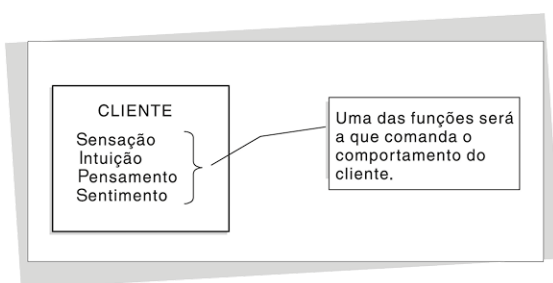 CLIENTE
Sensação
Intuição
Pensamento
Sentimento
Uma das funções será
a que comanda o
comportamento do
cliente.